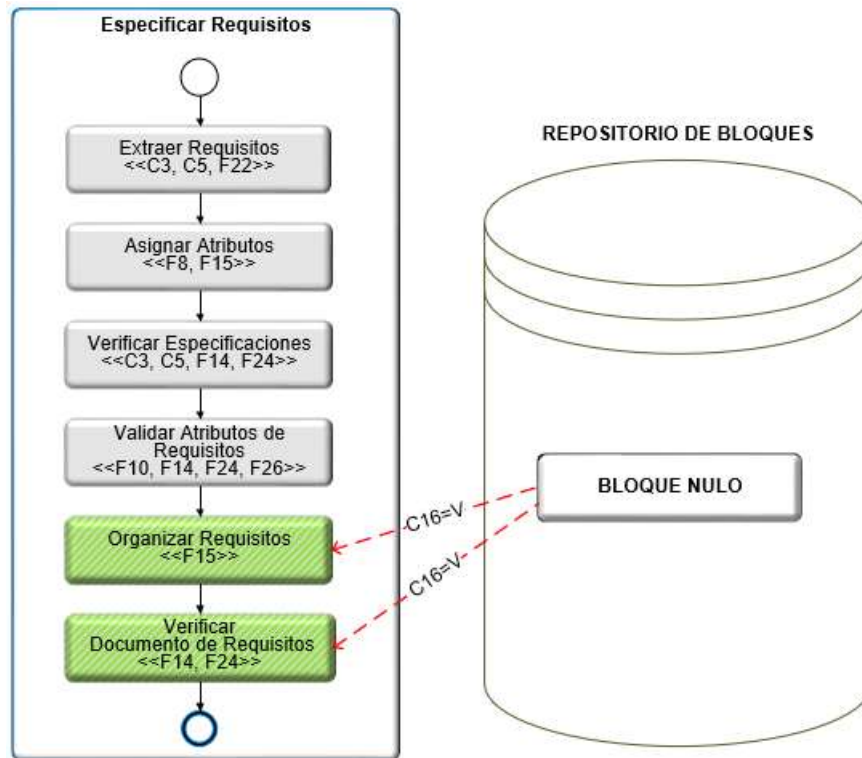 Especificar Requisitos
Extraer Requisitos
<<C3, C5, F22>>
Asignar Atributos
<<F8, F15>>
Verificar Especificaciones
<<C3, C5, F14, F24>>
Validar Atributos de
Requisitos
<<F10, F14, F24, F26>>
Organizar Requisitos
<<F15>>
Verificar
Documento de Requisitos
<<F14, F24>>
REPOSITORIO DE BLOQUES
BLOQUE NULO
C16=V
C16=V